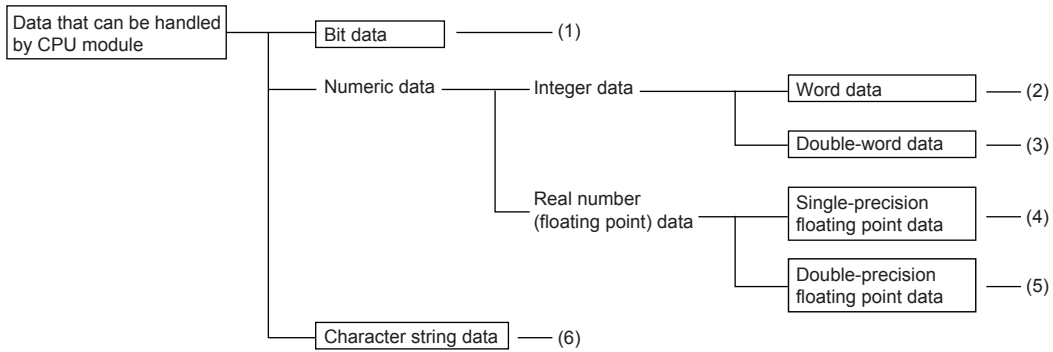 Data that can be handled
by CPU module
Bit data
(1)
Numeric data
Integer data
Word data
(2)
Double-word data
(3)
Real number
(floating point) data
Single-precision
floating point data
(4)
Double-precision
floating point data
(5)
Character string data
(6)